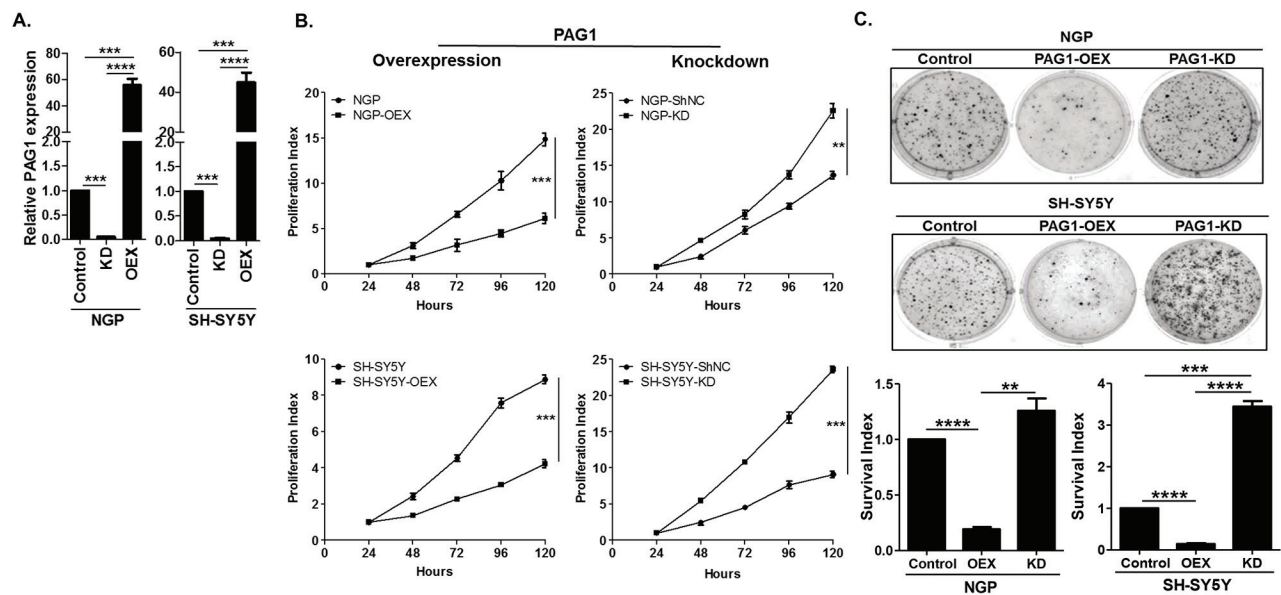 A.
Relative PAG1 expression
80
60
40
20
2.0
1.5
1.0
0.5
0.0
***
****
***
Control
KD
OEX
NGP
60
40
20
2.0
1.5
1.0
0.5
0.0
***
****
***
Control
KD
OEX
SH-SY5Y
B.
PAG1
Overexpression
Knockdown
Proliferation Index
20
15
10
5
0
NGP
NGP-OEX
***
24 48 72 96 120
Hours
Proliferation Index
25
20
15
10
5
0
NGP-ShNC
NGP-KD
**
24 48 72 96 120
Hours
Proliferation Index
10
8
6
4
2
0
SH-SY5Y
SH-SY5Y-OEX
***
24 48 72 96 120
Hours
Proliferation Index
25
20
15
10
5
0
SH-SY5Y-ShNC
SH-SY5Y-KD
***
24 48 72 96 120
Hours
C.
NGP
Control PAG1-OEX PAG1-KD
SH-SY5Y
Control PAG1-OEX PAG1-KD
Survival Index
1.5
1.0
0.5
0.0
**
****
Control OEX KD
NGP
Survival Index
4
3
2
1
0
***
****
****
Control OEX KD
SH-SY5Y